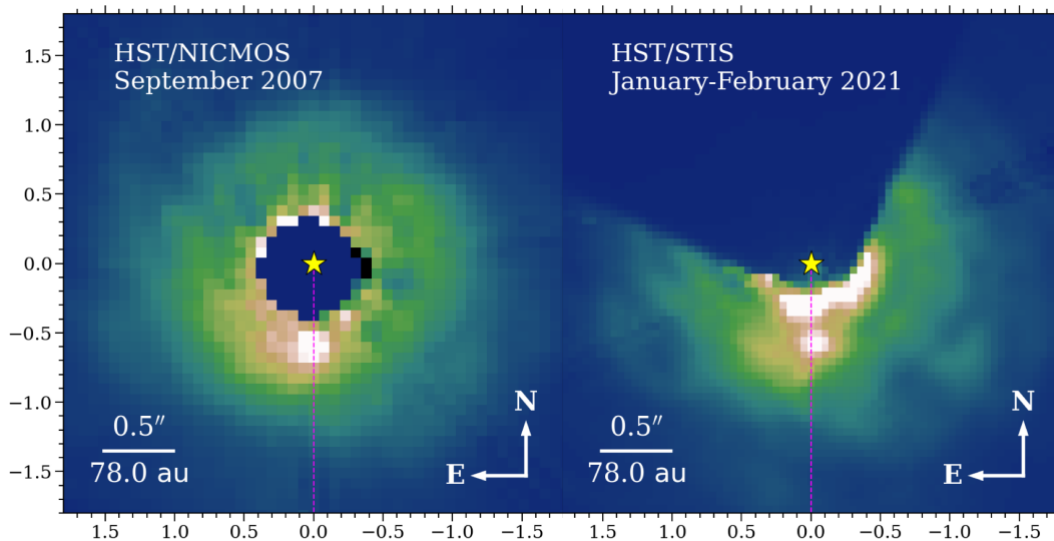 HST/NICMOS
September 2007
HST/STIS
January-February 2021
1.5
1.0
0.5
0.0
−0.5
−1.0
−1.5
0.5″
78.0 au
N
E
0.5″
78.0 au
N
E
1.5 1.0 0.5 0.0 −0.5 −1.0 −1.5
1.5 1.0 0.5 0.0 −0.5 −1.0 −1.5